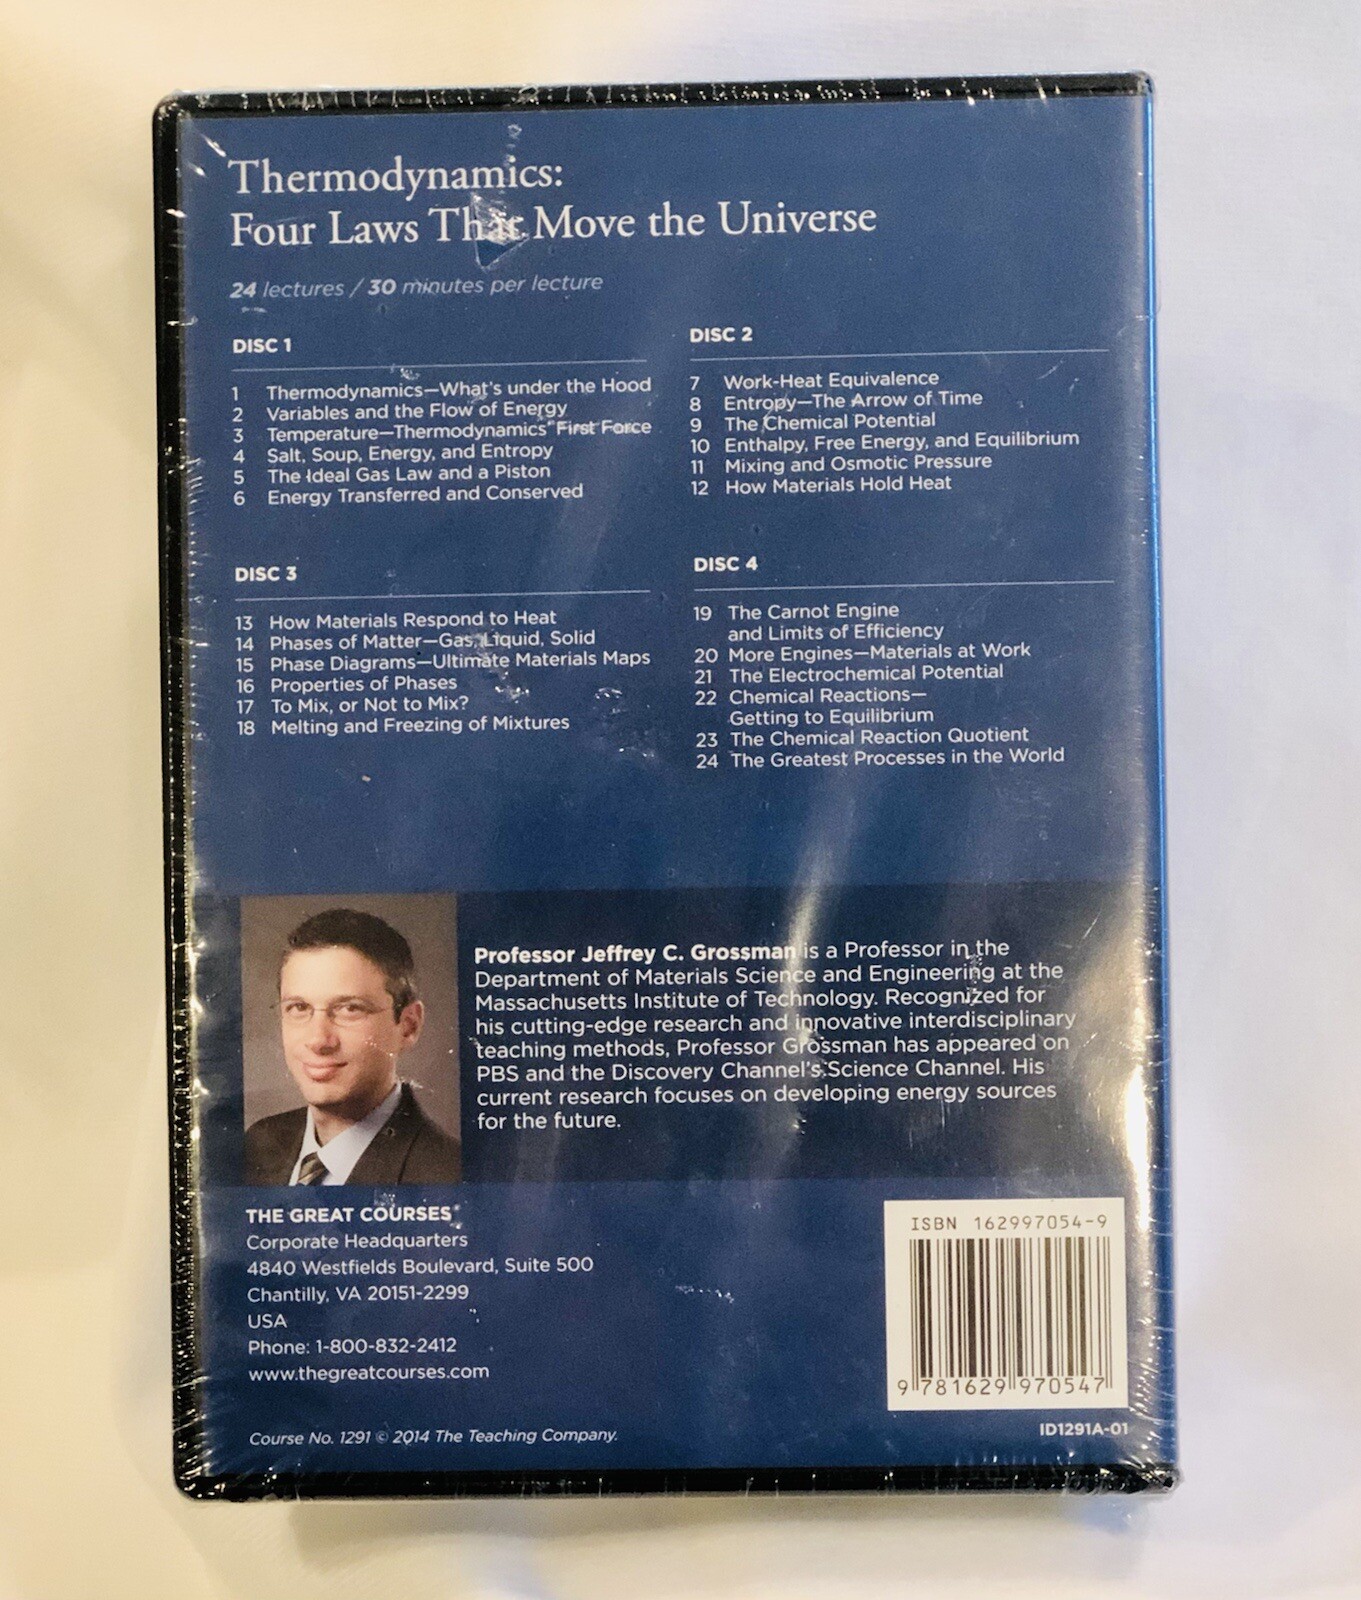 Thermodynamics:
Four Laws That Move the Universe
24 lectures / 30 minutes per lecture
DISC 1
1 Thermodynamics—What's under the Hood
2 Variables and the Flow of Energy
3 Temperature—Thermodynamics' First Force
4 Salt, Soup, Energy, and Entropy
5 The Ideal Gas Law and a Piston
6 Energy Transferred and Conserved
DISC 2
7 Work-Heat Equivalence
8 Entropy—The Arrow of Time
9 The Chemical Potential
10 Enthalpy, Free Energy, and Equilibrium
11 Mixing and Osmotic Pressure
12 How Materials Hold Heat
DISC 3
13 How Materials Respond to Heat
14 Phases of Matter—Gas, Liquid, Solid
15 Phase Diagrams—Ultimate Materials Maps
16 Properties of Phases
17 To Mix, or Not to Mix?
18 Melting and Freezing of Mixtures
DISC 4
19 The Carnot Engine
and Limits of Efficiency
20 More Engines—Materials at Work
21 The Electrochemical Potential
22 Chemical Reactions—
Getting to Equilibrium
23 The Chemical Reaction Quotient
24 The Greatest Processes in the World
Professor Jeffrey C. Grossman is a Professor in the
Department of Materials Science and Engineering at the
Massachusetts Institute of Technology. Recognized for
his cutting-edge research and innovative interdisciplinary
teaching methods, Professor Grossman has appeared on
PBS and the Discovery Channel's Science Channel. His
current research focuses on developing energy sources
for the future.
THE GREAT COURSES
Corporate Headquarters
4840 Westfields Boulevard, Suite 500
Chantilly, VA 20151-2299
USA
Phone: 1-800-832-2412
www.thegreatcourses.com
Course No. 1291 © 2014 The Teaching Company.
ISBN 162997054-9
9 781629 970547
ID1291A-01